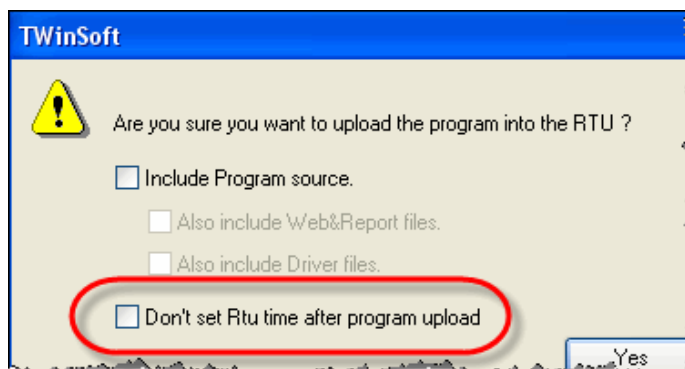 TWinSoft
Are you sure you want to upload the program into the RTU ?
Include Program source.
Also include Web&Report files.
Also include Driver files.
Don't set Rtu time after program upload
Yes